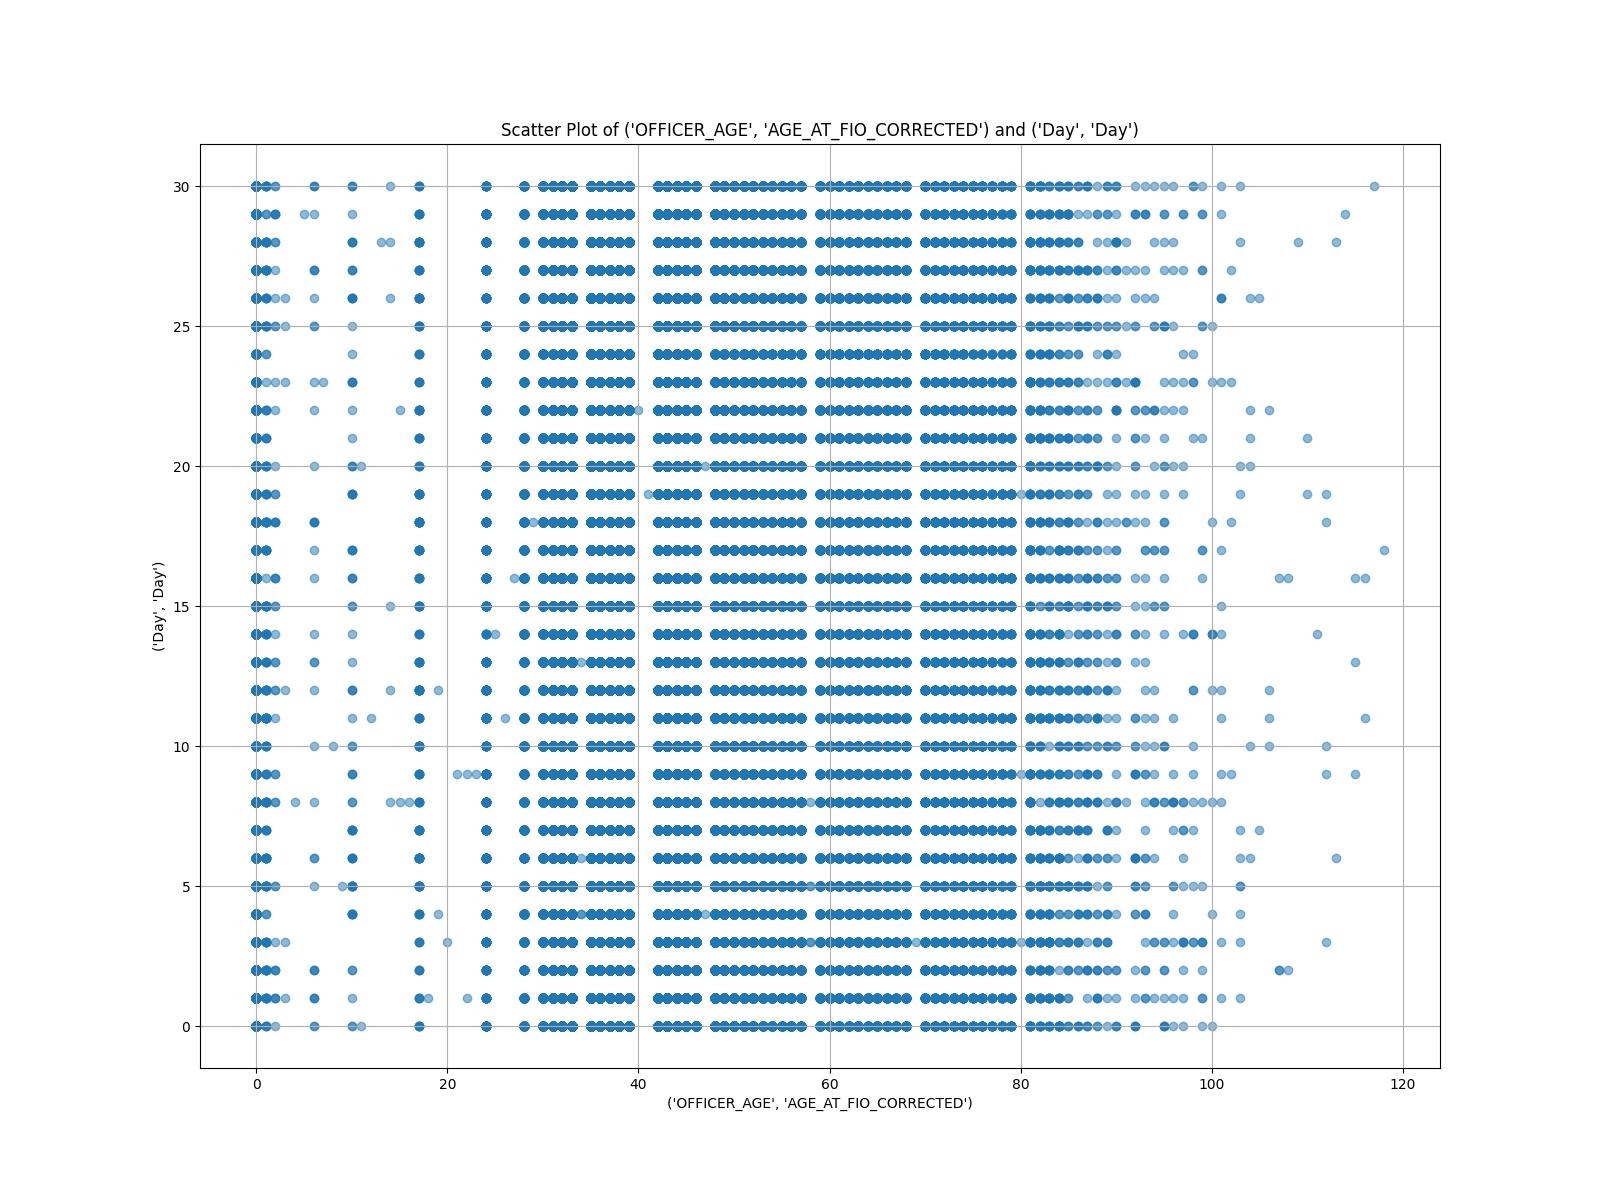 Scatter Plot of ('OFFICER_AGE', 'AGE_AT_FIO_CORRECTED') and ('Day', 'Day')
('Day', 'Day')
30
25
20
15
10
5
0
0 20 40 60 80 100 120
('OFFICER_AGE', 'AGE_AT_FIO_CORRECTED')